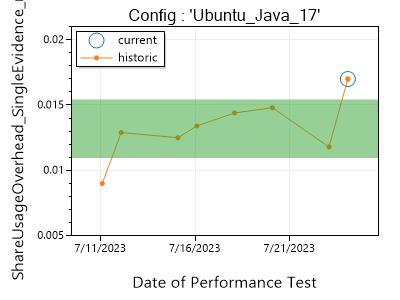 Config : 'Ubuntu_Java_17'
current
historic
0.02
0.015
0.01
0.005
7/11/2023
7/16/2023
7/21/2023
Date of Performance Test
ShareUsageOverhead_SingleEvidence_